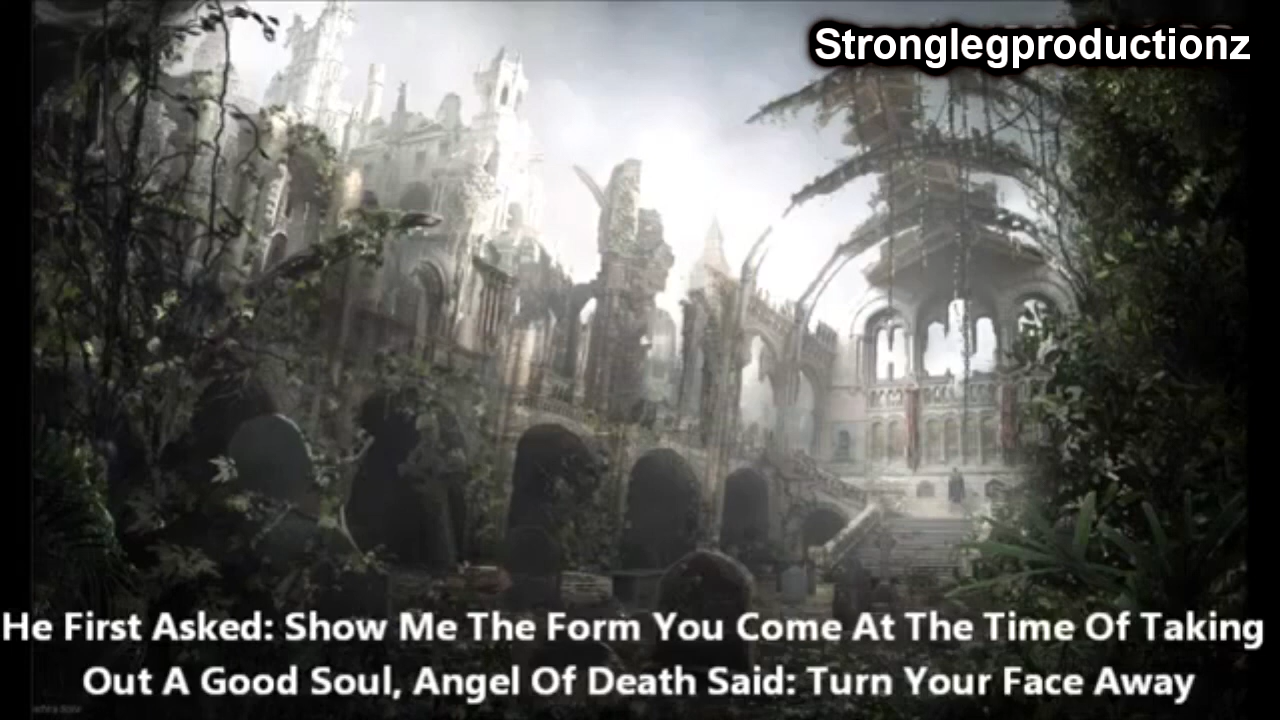 Stronglegproductionz
He First Asked: Show Me The Form You Come At The Time Of Taking
Out A Good Soul, Angel Of Death Said: Turn Your Face Away